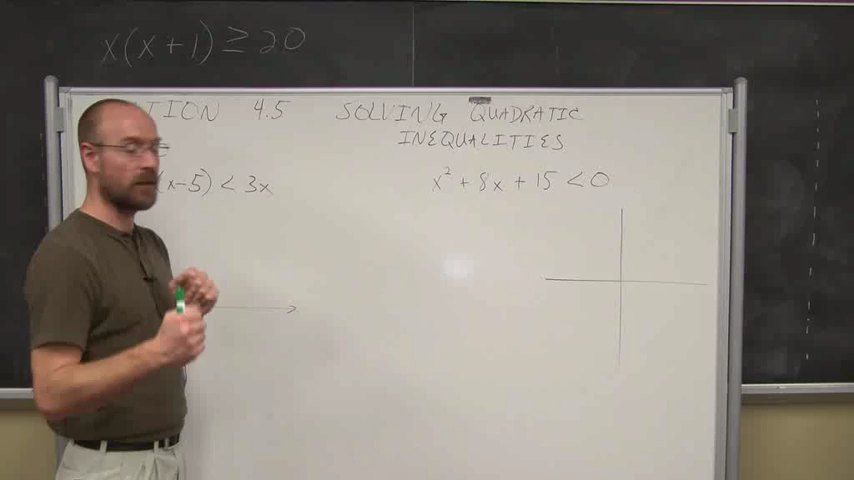 x(x+1) ≥ 20
TION 4.5 SOLVING QUADRATIC
INEQUALITIES
(x-5) < 3x
x² + 8x + 15 < 0